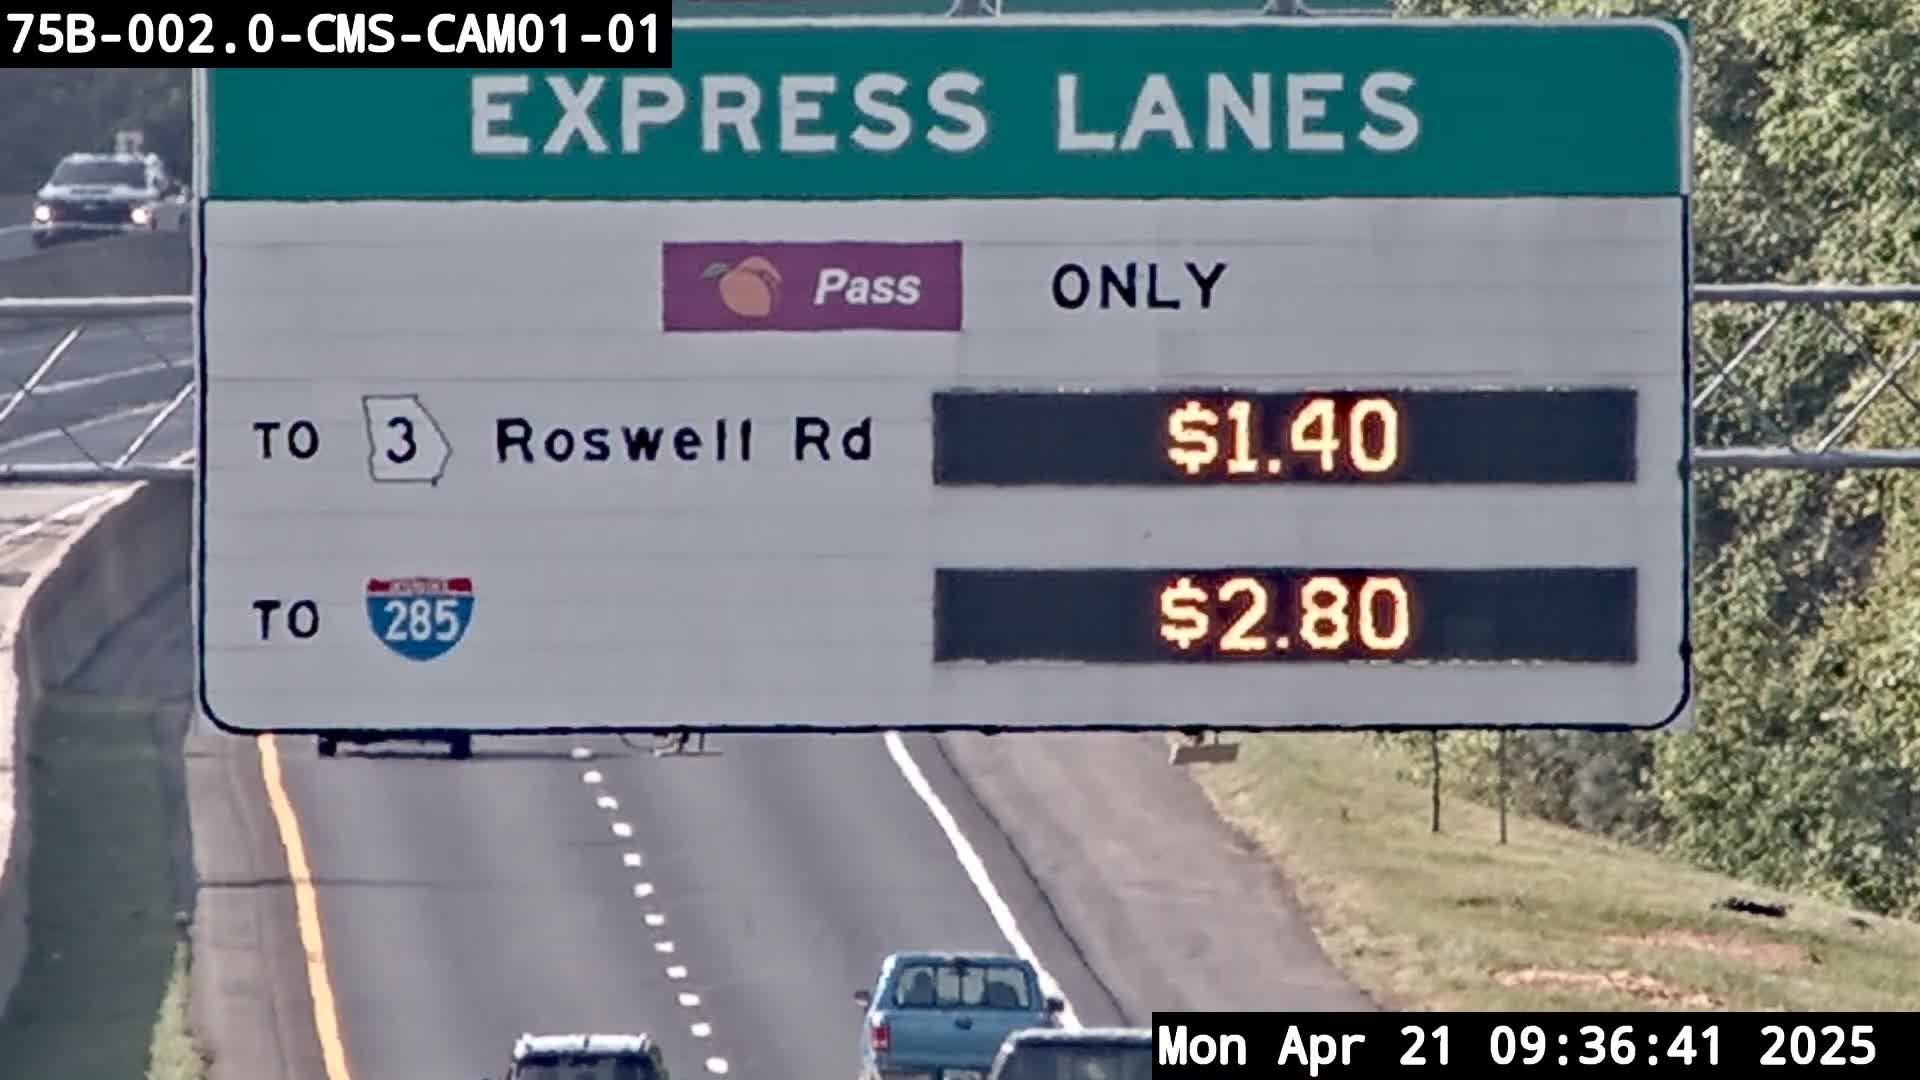 75B-002.0-CMS-CAM01-01
EXPRESS LANES
Pass ONLY
TO 3 Roswell Rd $1.40
TO 285 $2.80
Mon Apr 21 09:36:41 2025